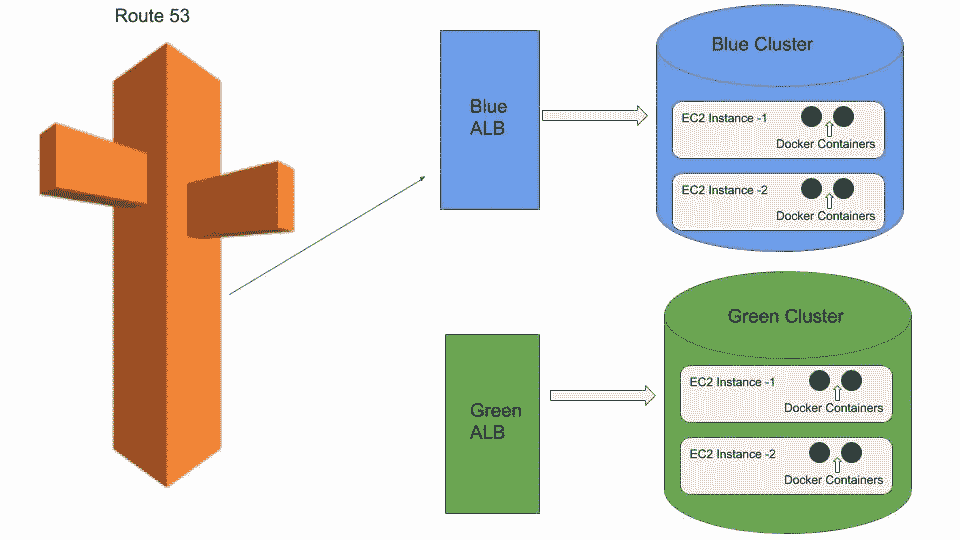 Route 53
Blue
ALB
Blue Cluster
EC2 Instance -1
Docker Containers
EC2 Instance -2
Docker Containers
Green
ALB
Green Cluster
EC2 Instance -1
Docker Containers
EC2 Instance -2
Docker Containers